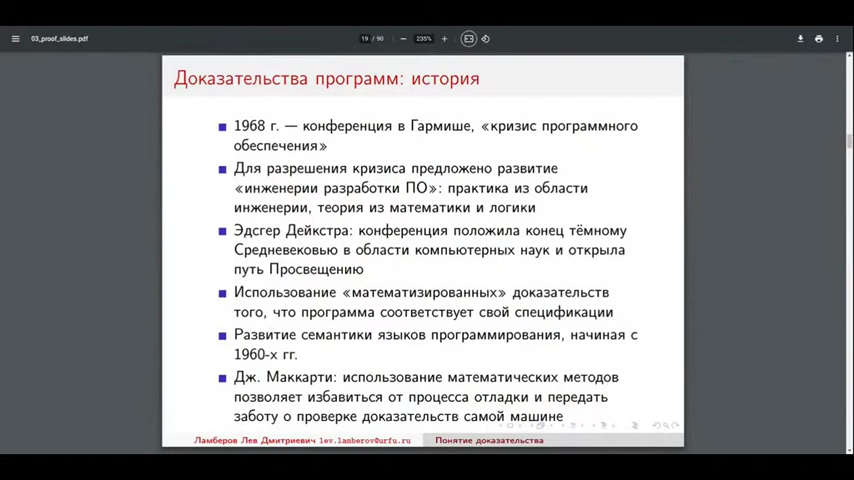 03_proof_slides.pdf
19 / 90
235%
Доказательства программ: история
1968 г. — конференция в Гармише, «кризис программного
обеспечения»
Для разрешения кризиса предложено развитие
«инженерии разработки ПО»: практика из области
инженерии, теория из математики и логики
Эдсгер Дейкстра: конференция положила конец тёмному
Средневековью в области компьютерных наук и открыла
путь Просвещению
Использование «математизированных» доказательств
того, что программа соответствует свой спецификации
Развитие семантики языков программирования, начиная с
1960-х гг.
Дж. Маккарти: использование математических методов
позволяет избавиться от процесса отладки и передать
заботу о проверке доказательств самой машине
Ламберов Лев Дмитриевич lev.lamberov@urfu.ru
Понятие доказательства